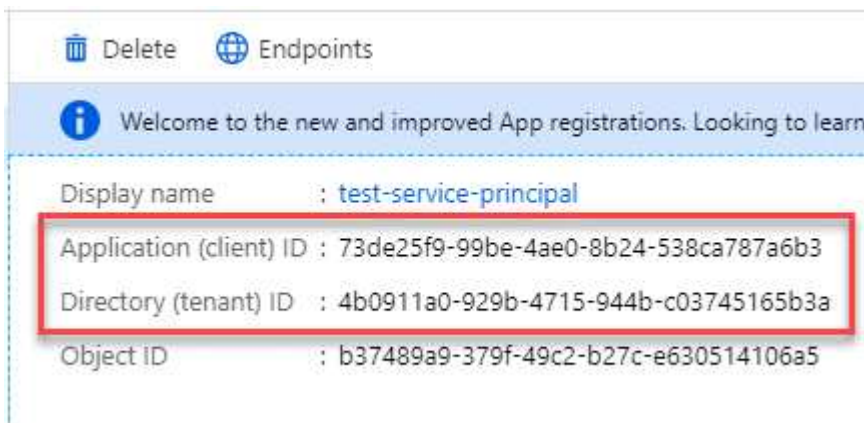 Delete Endpoints
Welcome to the new and improved App registrations. Looking to learn
Display name : test-service-principal
Application (client) ID : 73de25f9-99be-4ae0-8b24-538ca787a6b3
Directory (tenant) ID : 4b0911a0-929b-4715-944b-c03745165b3a
Object ID : b37489a9-379f-49c2-b27c-e630514106a5